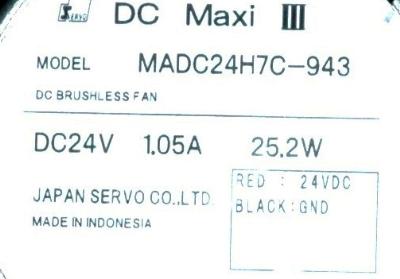 SERVO DC Maxi III
MODEL MADC24H7C-943
DC BRUSHLESS FAN
DC24V 1.05A 25.2W
JAPAN SERVO CO.,LTD.
MADE IN INDONESIA
RED : 24VDC
BLACK:GND